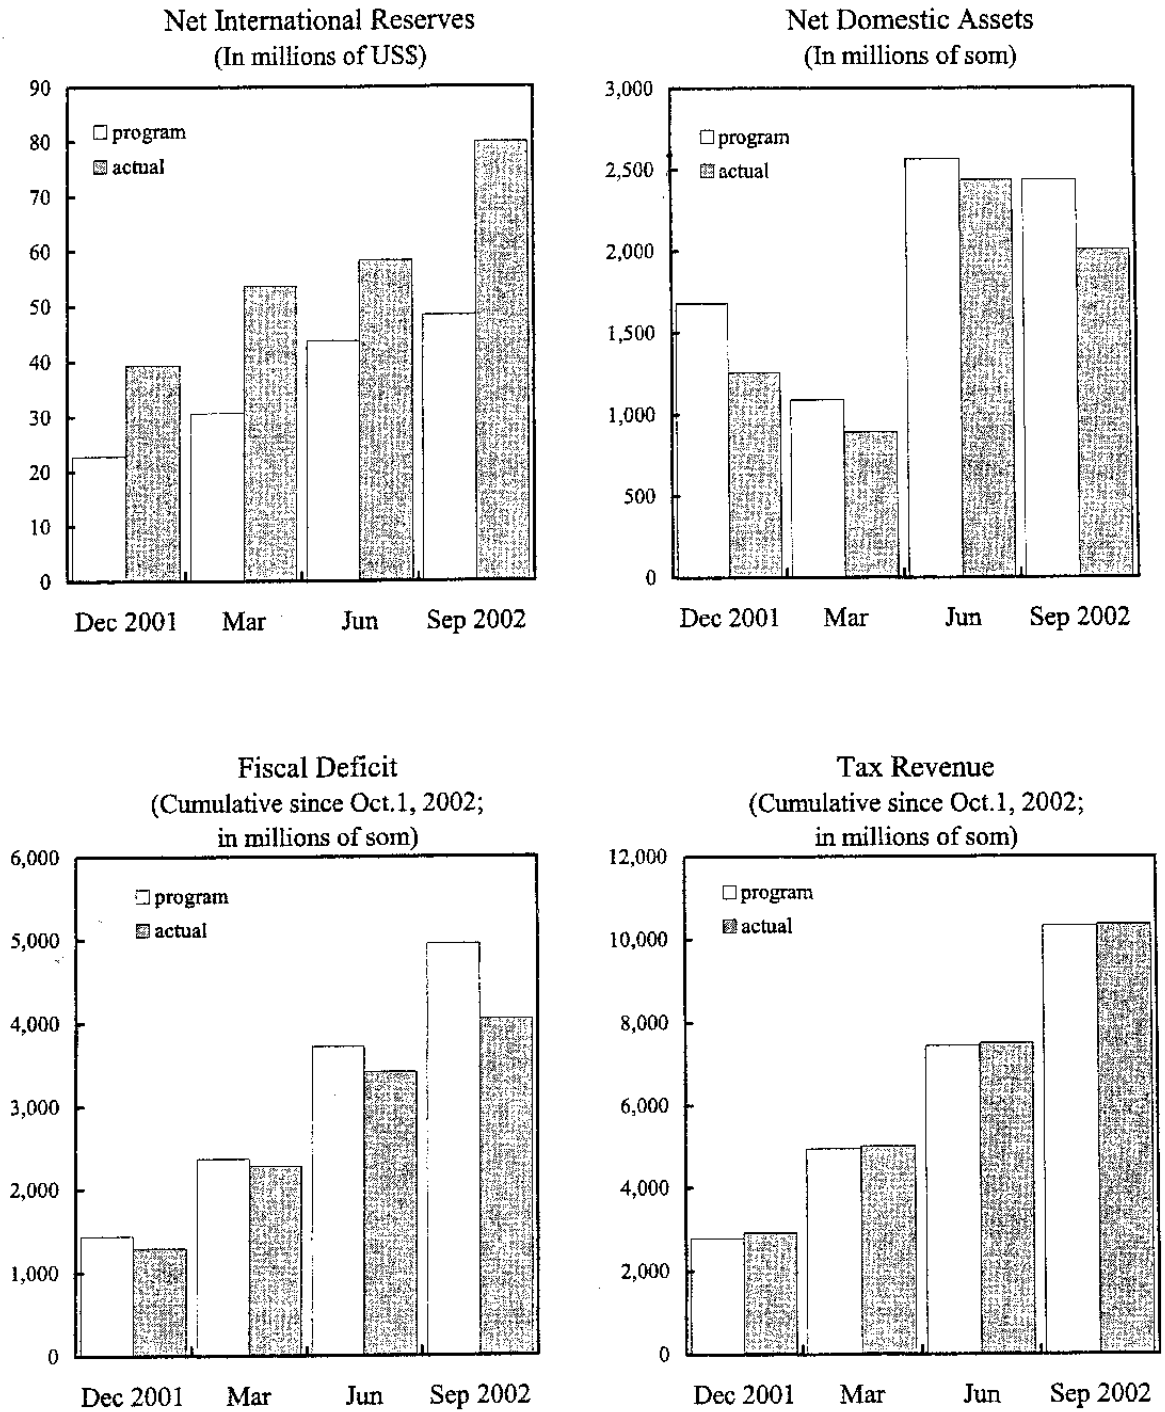 Net International Reserves
(In millions of US$)
90
80
70
60
50
40
30
20
10
0
program
actual
Dec 2001 Mar Jun Sep 2002
Net Domestic Assets
(In millions of som)
3,000
2,500
2,000
1,500
1,000
500
0
program
actual
Dec 2001 Mar Jun Sep 2002
Fiscal Deficit
(Cumulative since Oct.1, 2002;
in millions of som)
6,000
5,000
4,000
3,000
2,000
1,000
0
program
actual
Dec 2001 Mar Jun Sep 2002
Tax Revenue
(Cumulative since Oct.1, 2002;
in millions of som)
12,000
10,000
8,000
6,000
4,000
2,000
0
program
actual
Dec 2001 Mar Jun Sep 2002